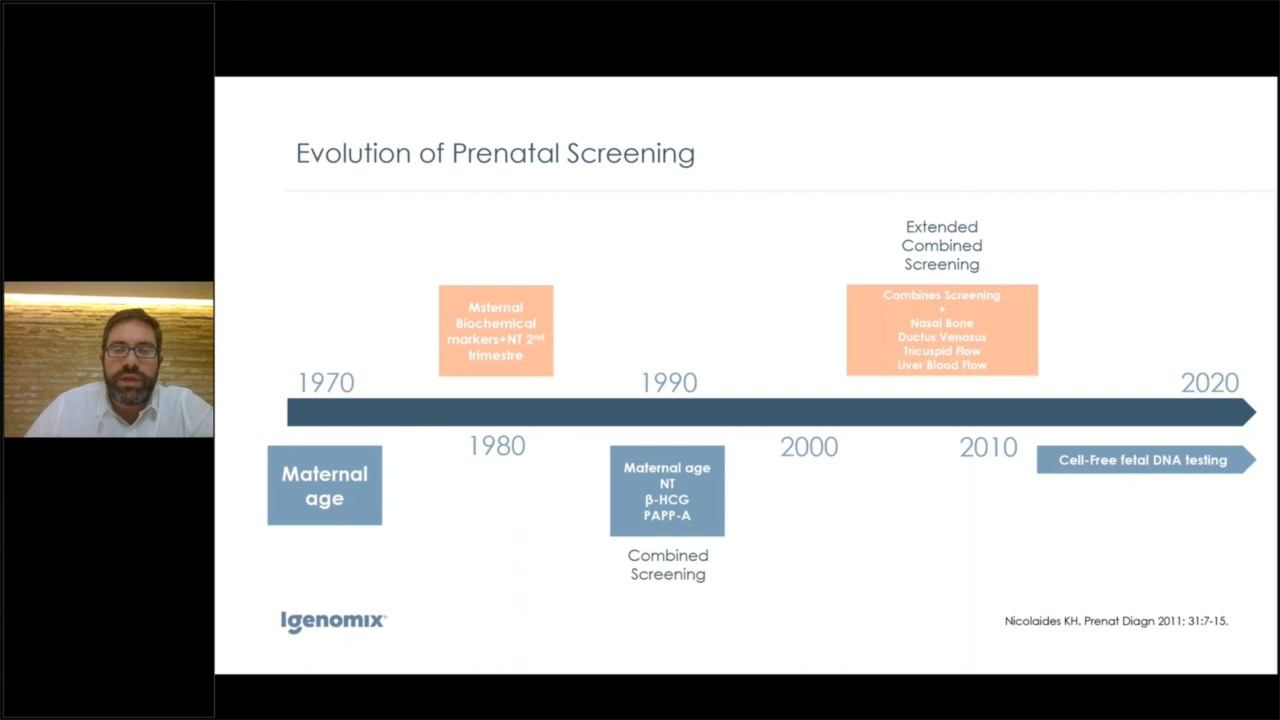 Evolution of Prenatal Screening
Extended
Combined
Screening
Msternal
Biochemical
markers+NT 2nd
trimestre
Combines Screening
+
Nasal Bone
Ductus Venosus
Tricuspid Flow
Liver Blood Flow
1970
1990
2020
1980
2000
2010
Maternal
age
Maternal age
NT
β-HCG
PAPP-A
Cell-Free fetal DNA testing
Combined
Screening
Igenomix®
Nicolaides KH. Prenat Diagn 2011; 31:7-15.